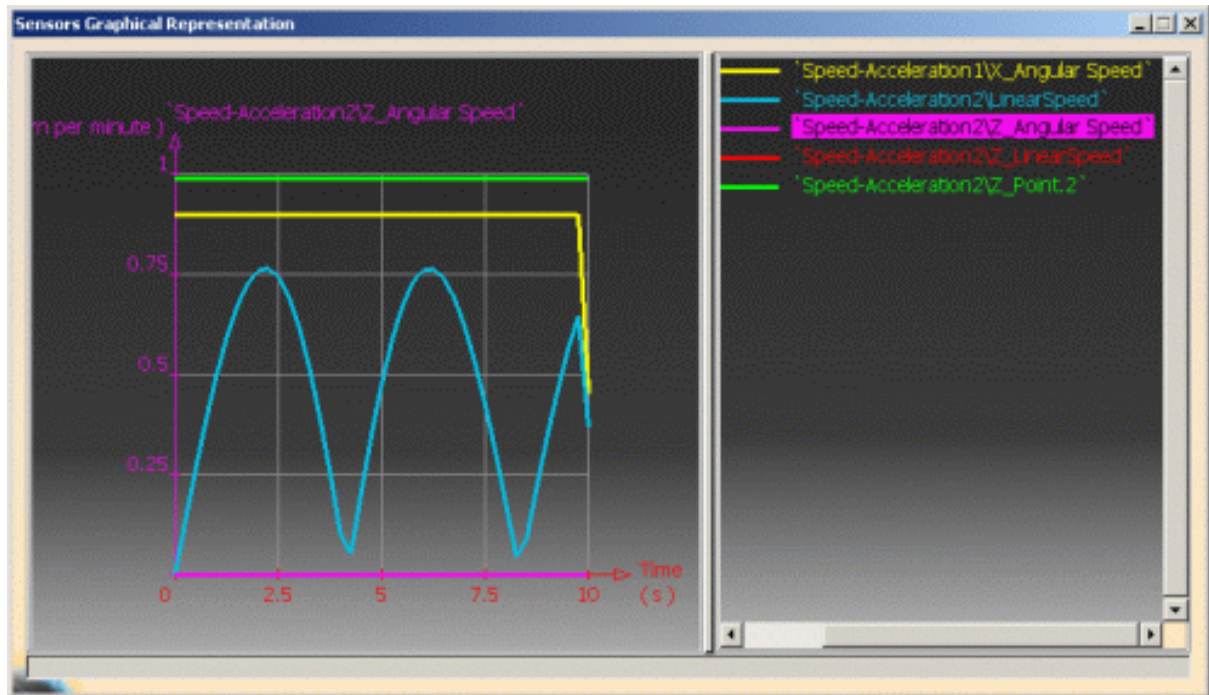 Sensors Graphical Representation
`Speed-Acceleration2\Z_Angular Speed`
per minute )
1
0.75
0.5
0.25
0
2.5
5
7.5
10
Time
(s)
`Speed-Acceleration1\X_Angular Speed`
`Speed-Acceleration2\LinearSpeed`
`Speed-Acceleration2\Z_Angular Speed`
`Speed-Acceleration2\Z_LinearSpeed`
`Speed-Acceleration2\Z_Point.2`